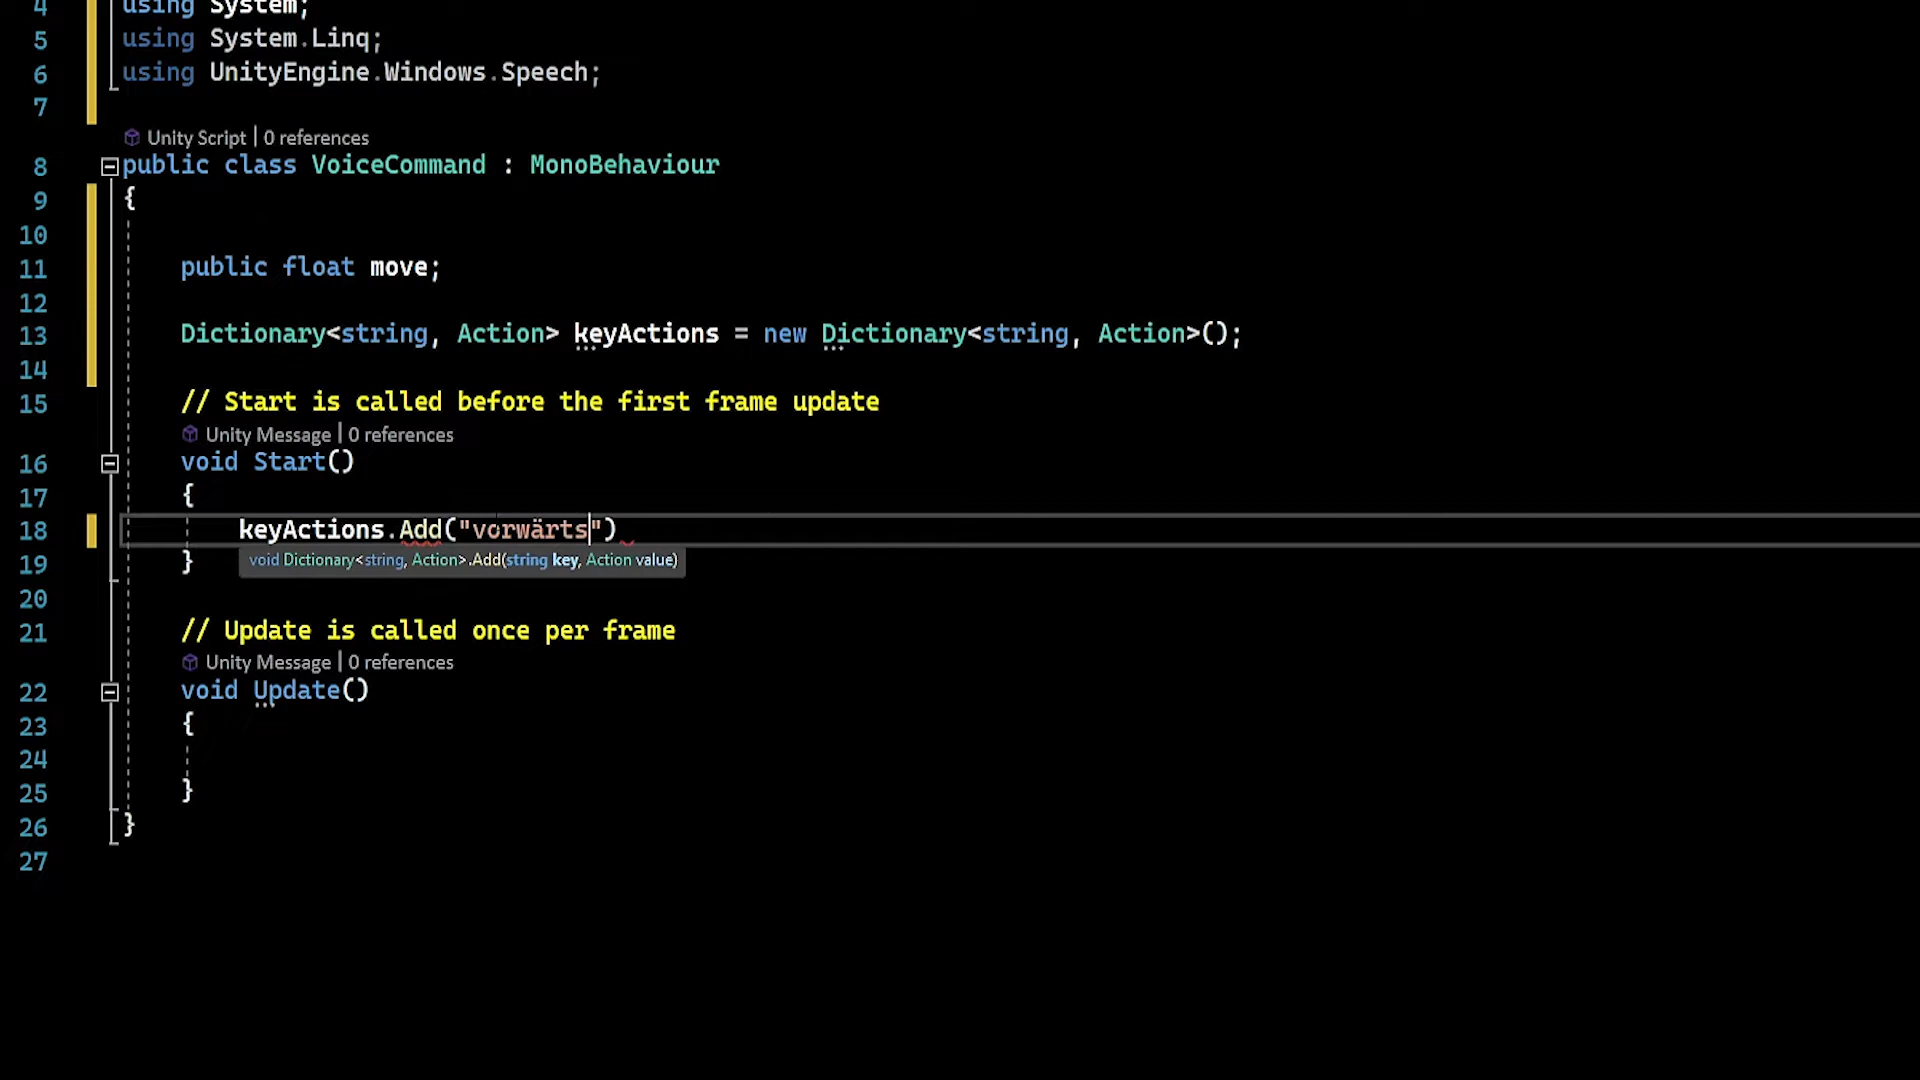 4 using System;
5 using System.Linq;
6 using UnityEngine.Windows.Speech;
7
Unity Script | 0 references
8 public class VoiceCommand : MonoBehaviour
9 {
10
11 public float move;
12
13 Dictionary<string, Action> keyActions = new Dictionary<string, Action>();
14
15 // Start is called before the first frame update
Unity Message | 0 references
16 void Start()
17 {
18 keyActions.Add("vorwärts")
19 }
void Dictionary<string, Action>.Add(string key, Action value)
20
21 // Update is called once per frame
Unity Message | 0 references
22 void Update()
23 {
24
25 }
26 }
27